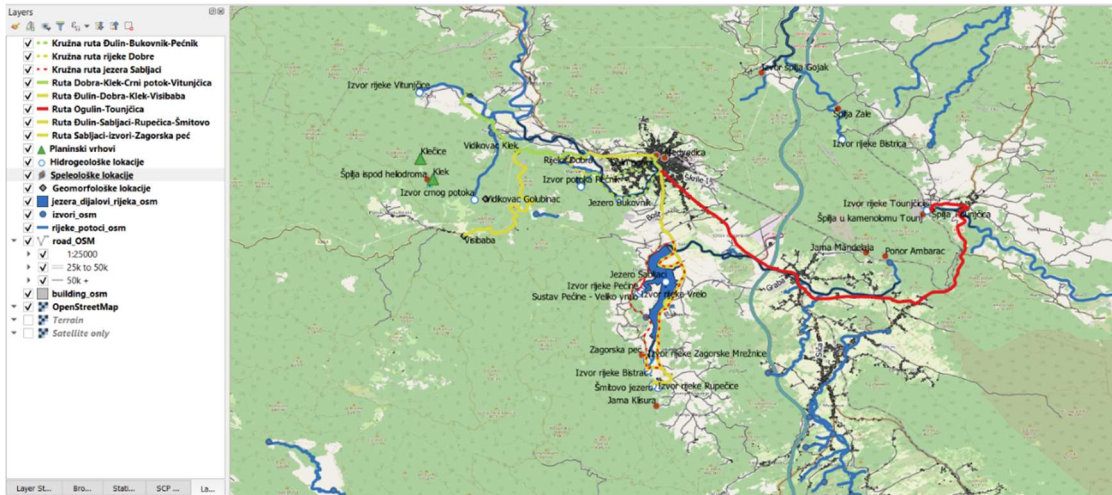 Layers
Kružna ruta Đulin-Bukovnik-Pećnik
Kružna ruta rijeke Dobre
Kružna ruta jezera Sabljaci
Ruta Dobra-Klek-Crni potok-Vitunjčica
Ruta Đulin-Dobra-Klek-Visibaba
Ruta Ogulin-Tounjčica
Ruta Đulin-Sabljaci-Rupečica-Šmitovo
Ruta Sabljaci-izvori-Zagorska peć
Planinski vrhovi
Hidrogeološke lokacije
Speleološke lokacije
Geomorfološke lokacije
jezera_dijalovi_rijeka_osm
izvori_osm
rijeke_potoci_osm
road_OSM
1:25000
25k to 50k
50k +
building_osm
OpenStreetMap
Terrain
Satellite only
Layer St...
Bro...
Stati...
SCP ...
La...
Izvor špilja Gojak
Izvor rijeke Vitunjčice
Špilja Zale
Izvor rijeke Bistrica
Vidikovac Klek
Klečice
Klek
Špilja ispod heliodroma
Izvor crnog potoka
Vidikovac Golubinac
Visibaba
Rijeka Dobra
Medvedica
Izvor potoka Pećnik
Jezero Bukovnik
Izvor rijeke Tounjčice
Špilja Tounjčica
Špilja u kamenolomu Tounj
Jama Mandelaja
Ponor Ambarac
Jezero Sabljaci
Izvor rijeke Pećine
Sustav Pećine - Veliko vrelo
Izvor rijeke Vrelo
Zagorska peć
Izvor rijeke Zagorske Mrežnice
Izvor rijeke Bistrac
Šmitovo jezero
Izvor rijeke Rupečice
Jama Klisura